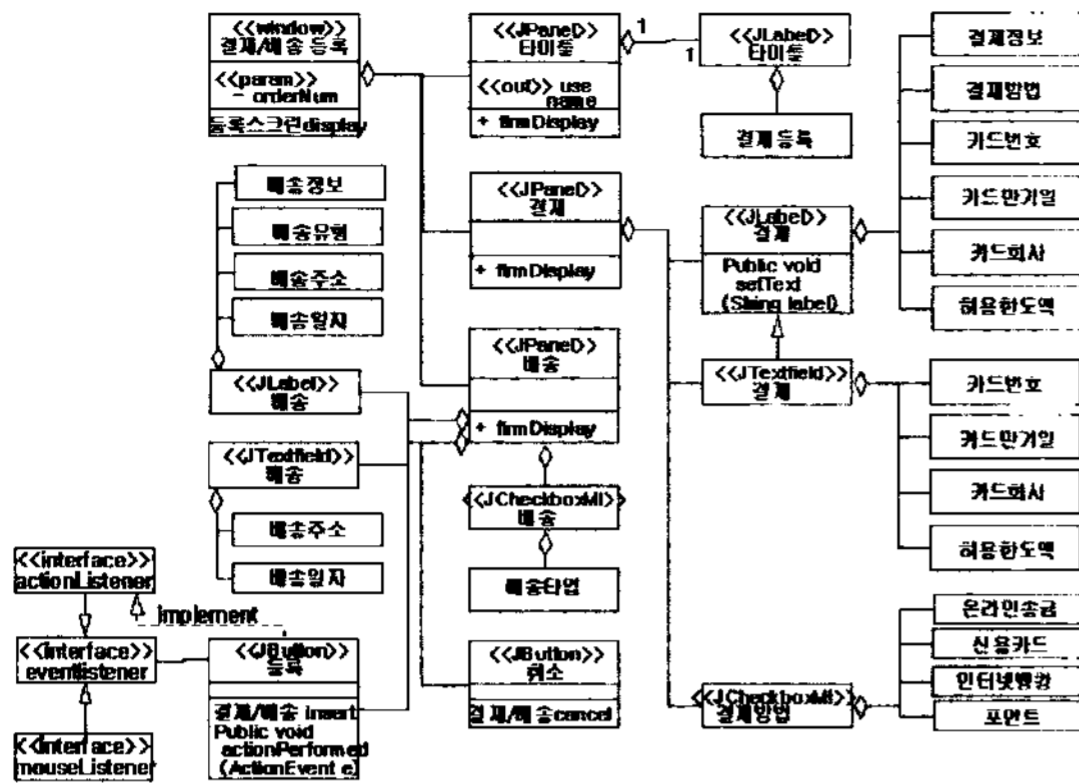 <<window>>
결제/배송 등록
<<param>>
- orderNum
등록스크린display
<<JPanel>>
타이틀
<<out>> use
name
+ firmDisplay
1
1
<<JLabel>>
타이틀
결제등록
결제정보
결제방법
카드번호
카드만기일
카드회사
허용한도액
배송정보
배송유형
배송주소
배송일자
<<JPanel>>
결제
+ firmDisplay
<<JLabel>>
결제
Public void
setText
(String label)
<<JPanel>>
배송
+ firmDisplay
<<JLabel>>
배송
<<JTextfield>>
결제
카드번호
카드만기일
카드회사
허용한도액
<<JTextfield>>
배송
배송주소
배송일자
<<JCheckboxMI>>
배송
배송타입
<<interface>>
actionListener
implement
<<interface>>
eventlistener
<<interface>>
mouseListener
<<JButton>>
등록
결제/배송 insert
Public void
actionPerformed
(ActionEvent e)
<<JButton>>
취소
결제/배송cancel
<<JCheckboxMI>>
결제방법
온라인송금
신용카드
인터넷뱅킹
포인트